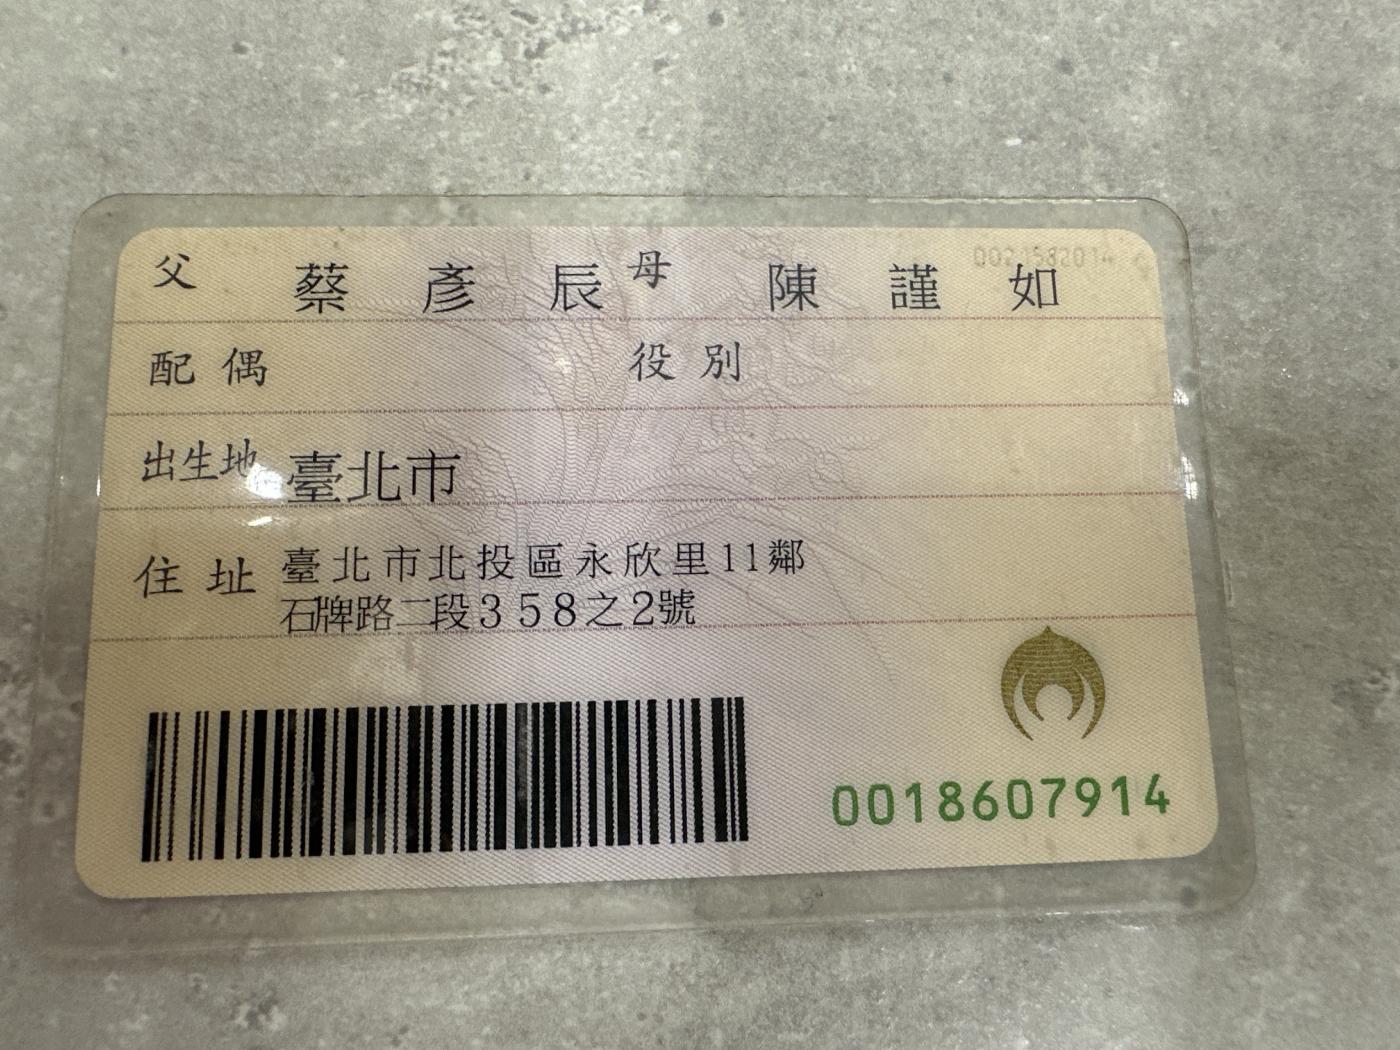 父 蔡彥辰 母 陳謹如
配偶 役別
出生地 臺北市
住址 臺北市北投區永欣里11鄰
石牌路二段358之2號
0018607914